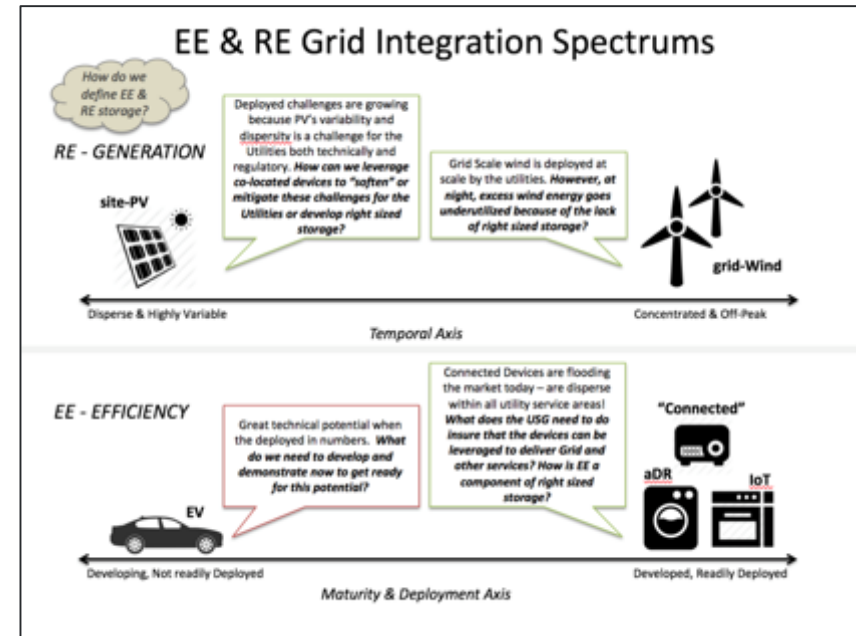 EE & RE Grid Integration Spectrums
How do we
define EE &
RE storage?
RE - GENERATION
site-PV
Deployed challenges are growing
because PV's variability and
dispersity is a challenge for the
Utilities both technically and
regulatory. How can we leverage
co-located devices to "soften" or
mitigate these challenges for the
Utilities or develop right sized
storage?
Grid Scale wind is deployed at
scale by the utilities. However, at
night, excess wind energy goes
underutilized because of the lack
of right sized storage?
grid-Wind
Disperse & Highly Variable
Concentrated & Off-Peak
Temporal Axis
EE - EFFICIENCY
EV
Great technical potential when
the deployed in numbers. What
do we need to develop and
demonstrate now to get ready
for this potential?
Connected Devices are flooding
the market today – are disperse
within all utility service areas!
What does the USG need to do
insure that the devices can be
leveraged to deliver Grid and
other services? How is EE a
component of right sized
storage?
"Connected"
aDR
IoT
Developing, Not readily Deployed
Developed, Readily Deployed
Maturity & Deployment Axis